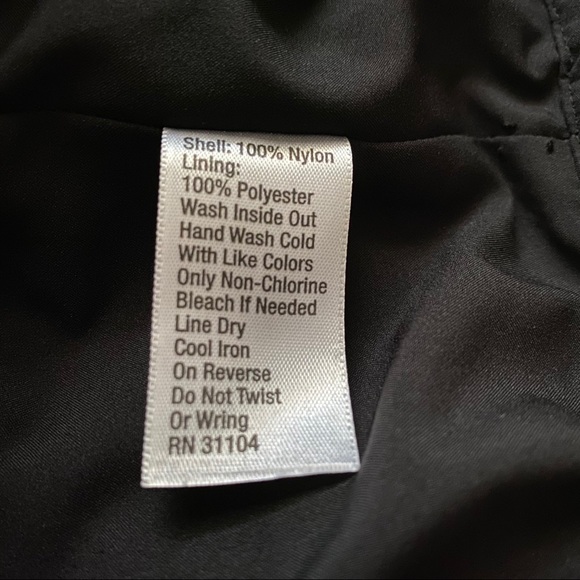 Shell: 100% Nylon
Lining:
100% Polyester
Wash Inside Out
Hand Wash Cold
With Like Colors
Only Non-Chlorine
Bleach If Needed
Line Dry
Cool Iron
On Reverse
Do Not Twist
Or Wring
RN 31104